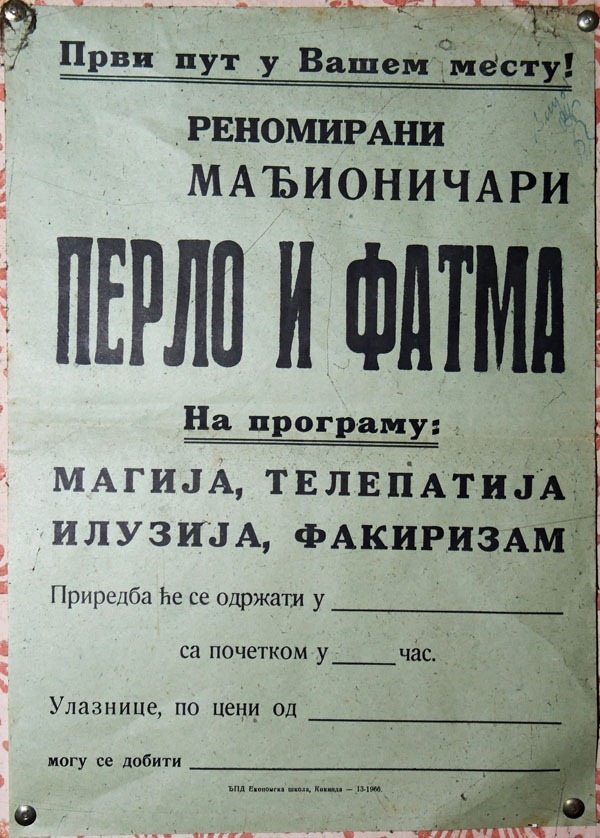 Први пут у Вашем месту!
РЕНОМИРАНИ
МАЂИОНИЧАРИ
ПЕРЛО И ФАТМА
На програму:
МАГИЈА, ТЕЛЕПАТИЈА
ИЛУЗИЈА, ФАКИРИЗАМ
Приредба ће се одржати у
са почетком у ____ час.
Улазнице, по цени од
могу се добити
ЂПД Економска школа, Кикинда — 13-1966.